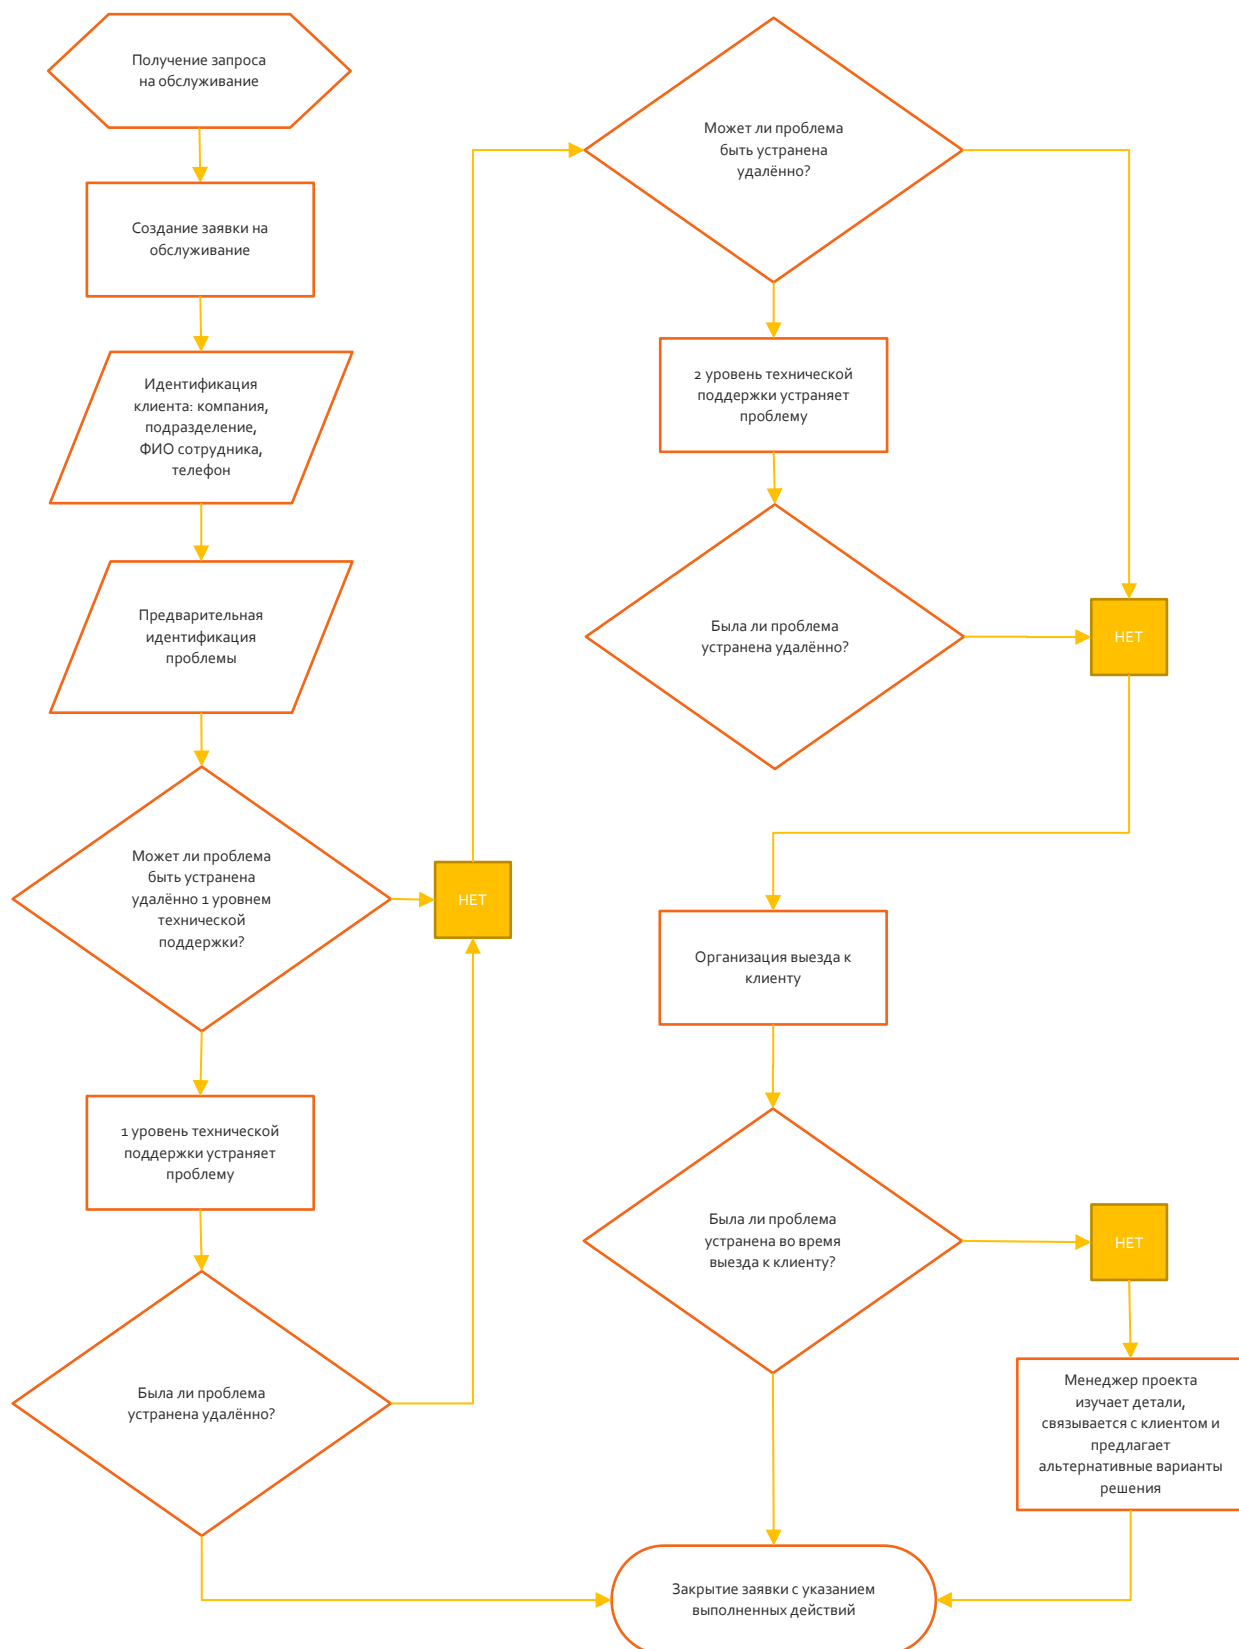 Получение запроса
на обслуживание
Создание заявки на
обслуживание
Идентификация
клиента: компания,
подразделение,
ФИО сотрудника,
телефон
Предварительная
идентификация
проблемы
Может ли проблема
быть устранена
удалённо 1 уровнем
технической
поддержки?
НЕТ
1 уровень технической
поддержки устраняет
проблему
Была ли проблема
устранена удалённо?
Может ли проблема
быть устранена
удалённо?
2 уровень технической
поддержки устраняет
проблему
Была ли проблема
устранена удалённо?
НЕТ
Организация выезда к
клиенту
Была ли проблема
устранена во время
выезда к клиенту?
НЕТ
Менеджер проекта
изучает детали,
связывается с клиентом и
предлагает
альтернативные варианты
решения
Закрытие заявки с указанием
выполненных действий